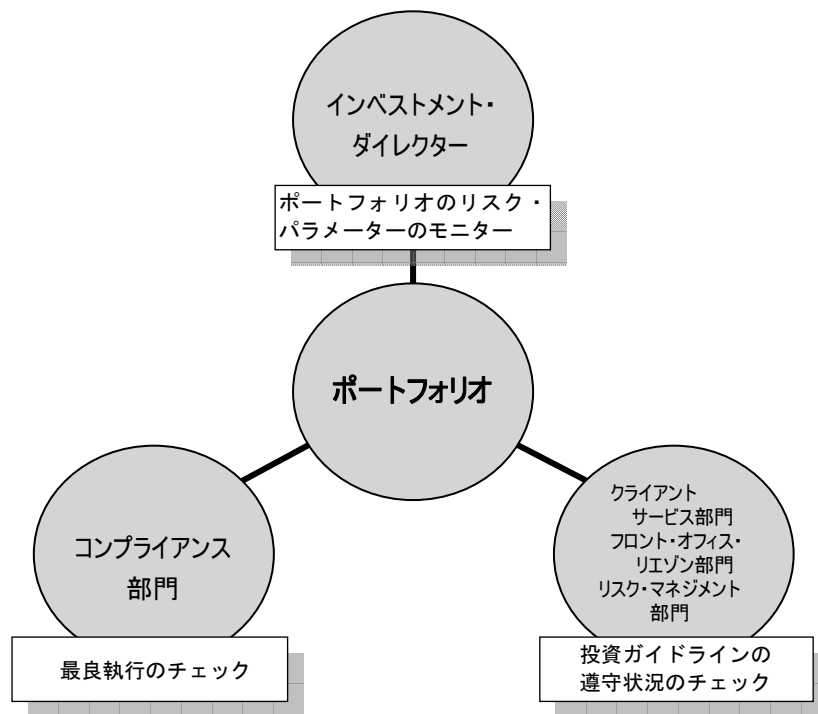 インベストメント・
ダイレクター
ポートフォリオのリスク・
パラメーターのモニター
ポートフォリオ
コンプライアンス
部門
最良執行のチェック
クライアント
サービス部門
フロント・オフィス・
リエゾン部門
リスク・マネジメント
部門
投資ガイドラインの
遵守状況のチェック